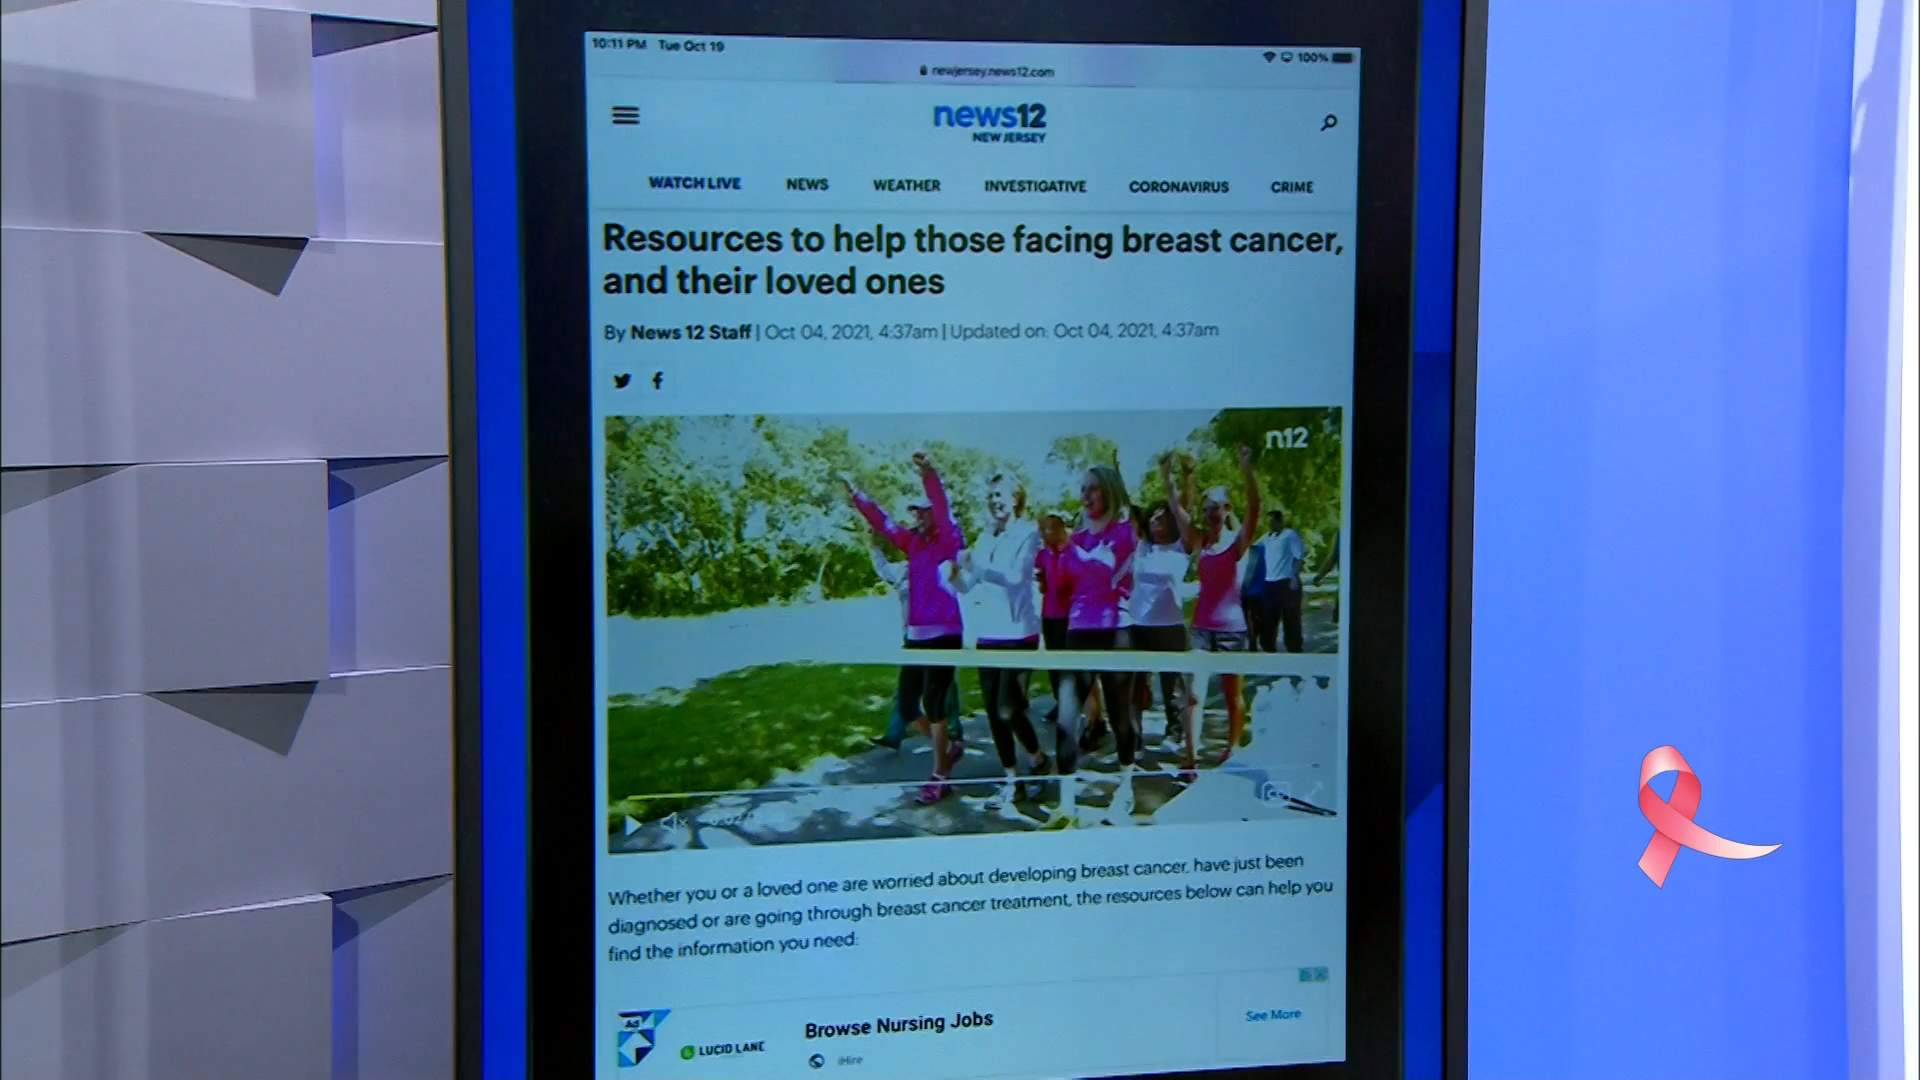 10:11 PM Tue Oct 19
100%
newjersey.news12.com
news12
NEW JERSEY
WATCH LIVE NEWS WEATHER INVESTIGATIVE CORONAVIRUS CRIME
Resources to help those facing breast cancer,
and their loved ones
By News 12 Staff | Oct 04, 2021, 4:37am | Updated on: Oct 04, 2021, 4:37am
n12
Whether you or a loved one are worried about developing breast cancer, have just been
diagnosed or are going through breast cancer treatment, the resources below can help you
find the information you need:
Ad
LUCID LANE
Browse Nursing Jobs
See More
iHire